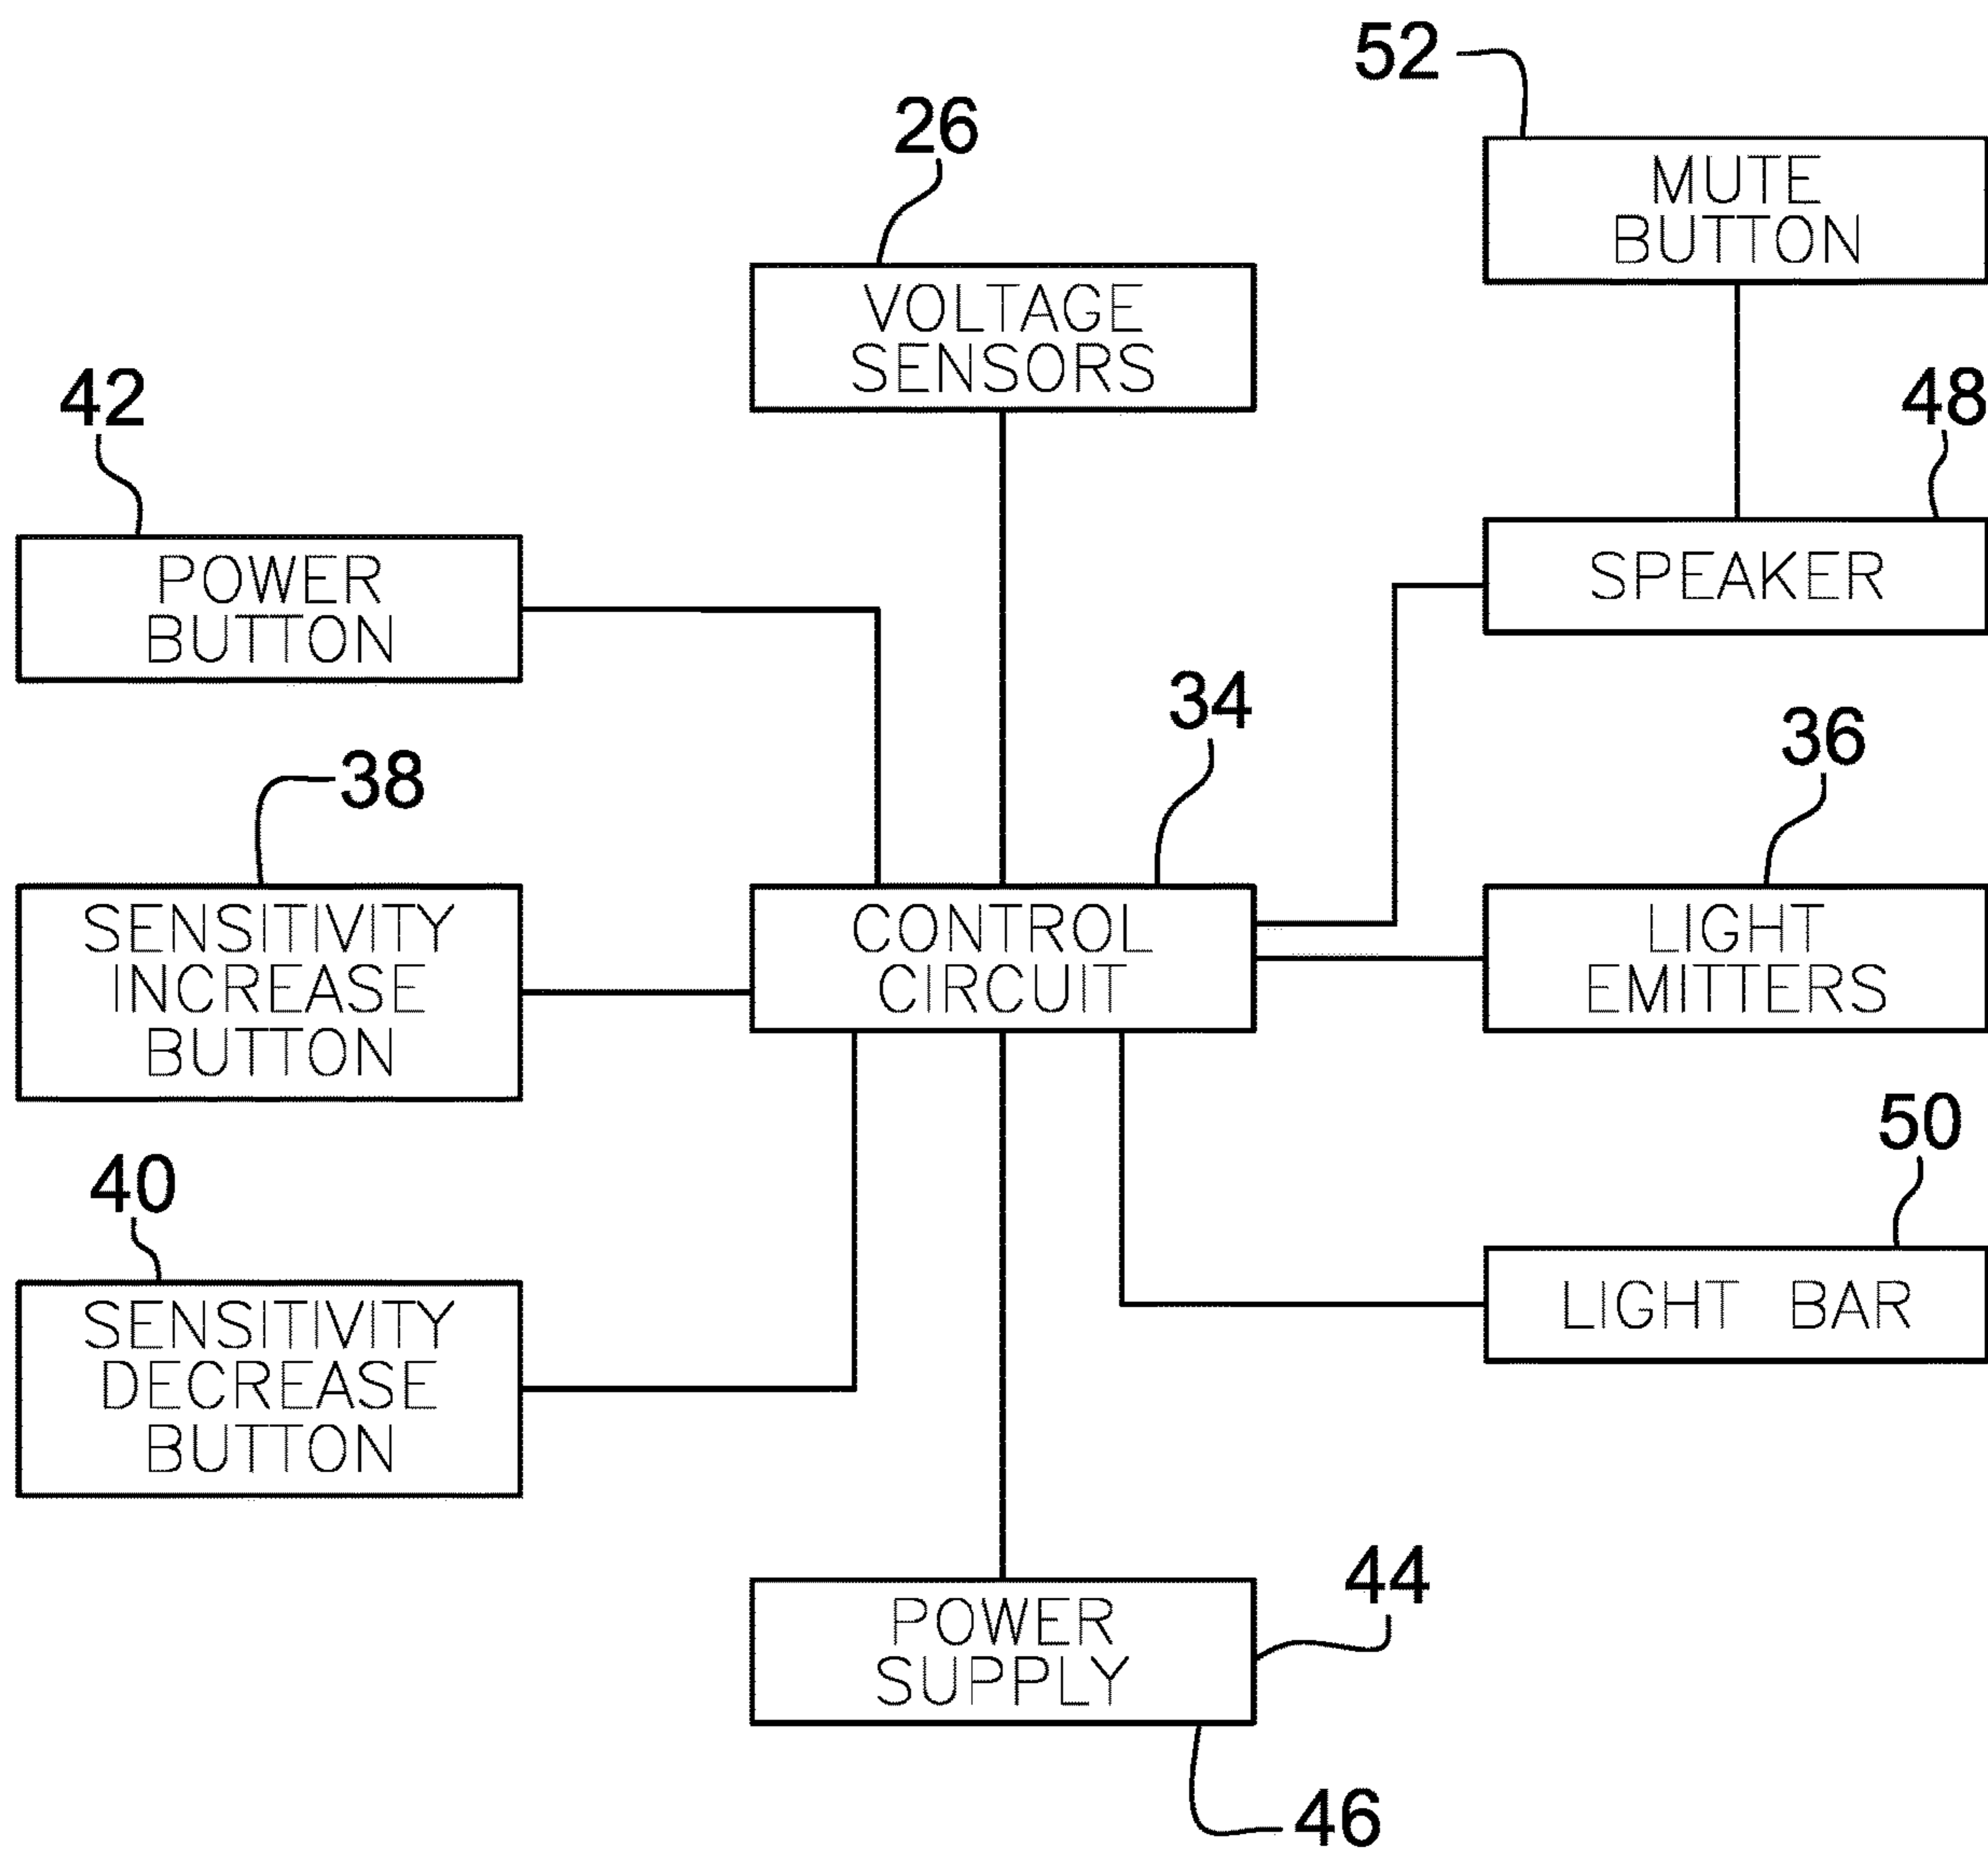 52
MUTE
BUTTON
26
VOLTAGE
SENSORS
42
POWER
BUTTON
48
SPEAKER
38
SENSITIVITY
INCREASE
BUTTON
34
CONTROL
CIRCUIT
36
LIGHT
EMITTERS
40
SENSITIVITY
DECREASE
BUTTON
50
LIGHT BAR
44
POWER
SUPPLY
46